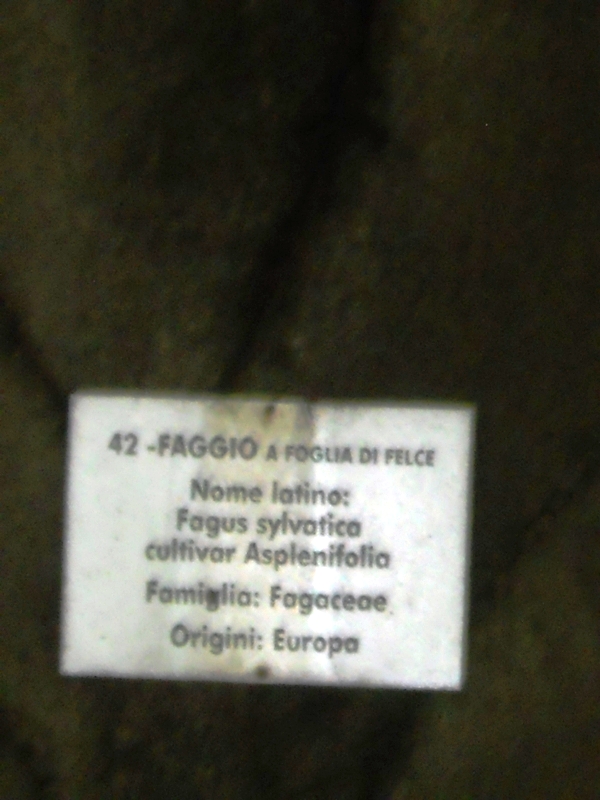 42 -FAGGIO A FOGLIA DI FELCE
Nome latino:
Fagus sylvatica
cultivar Asplenifolia
Famiglia: Fagaceae
Origini: Europa